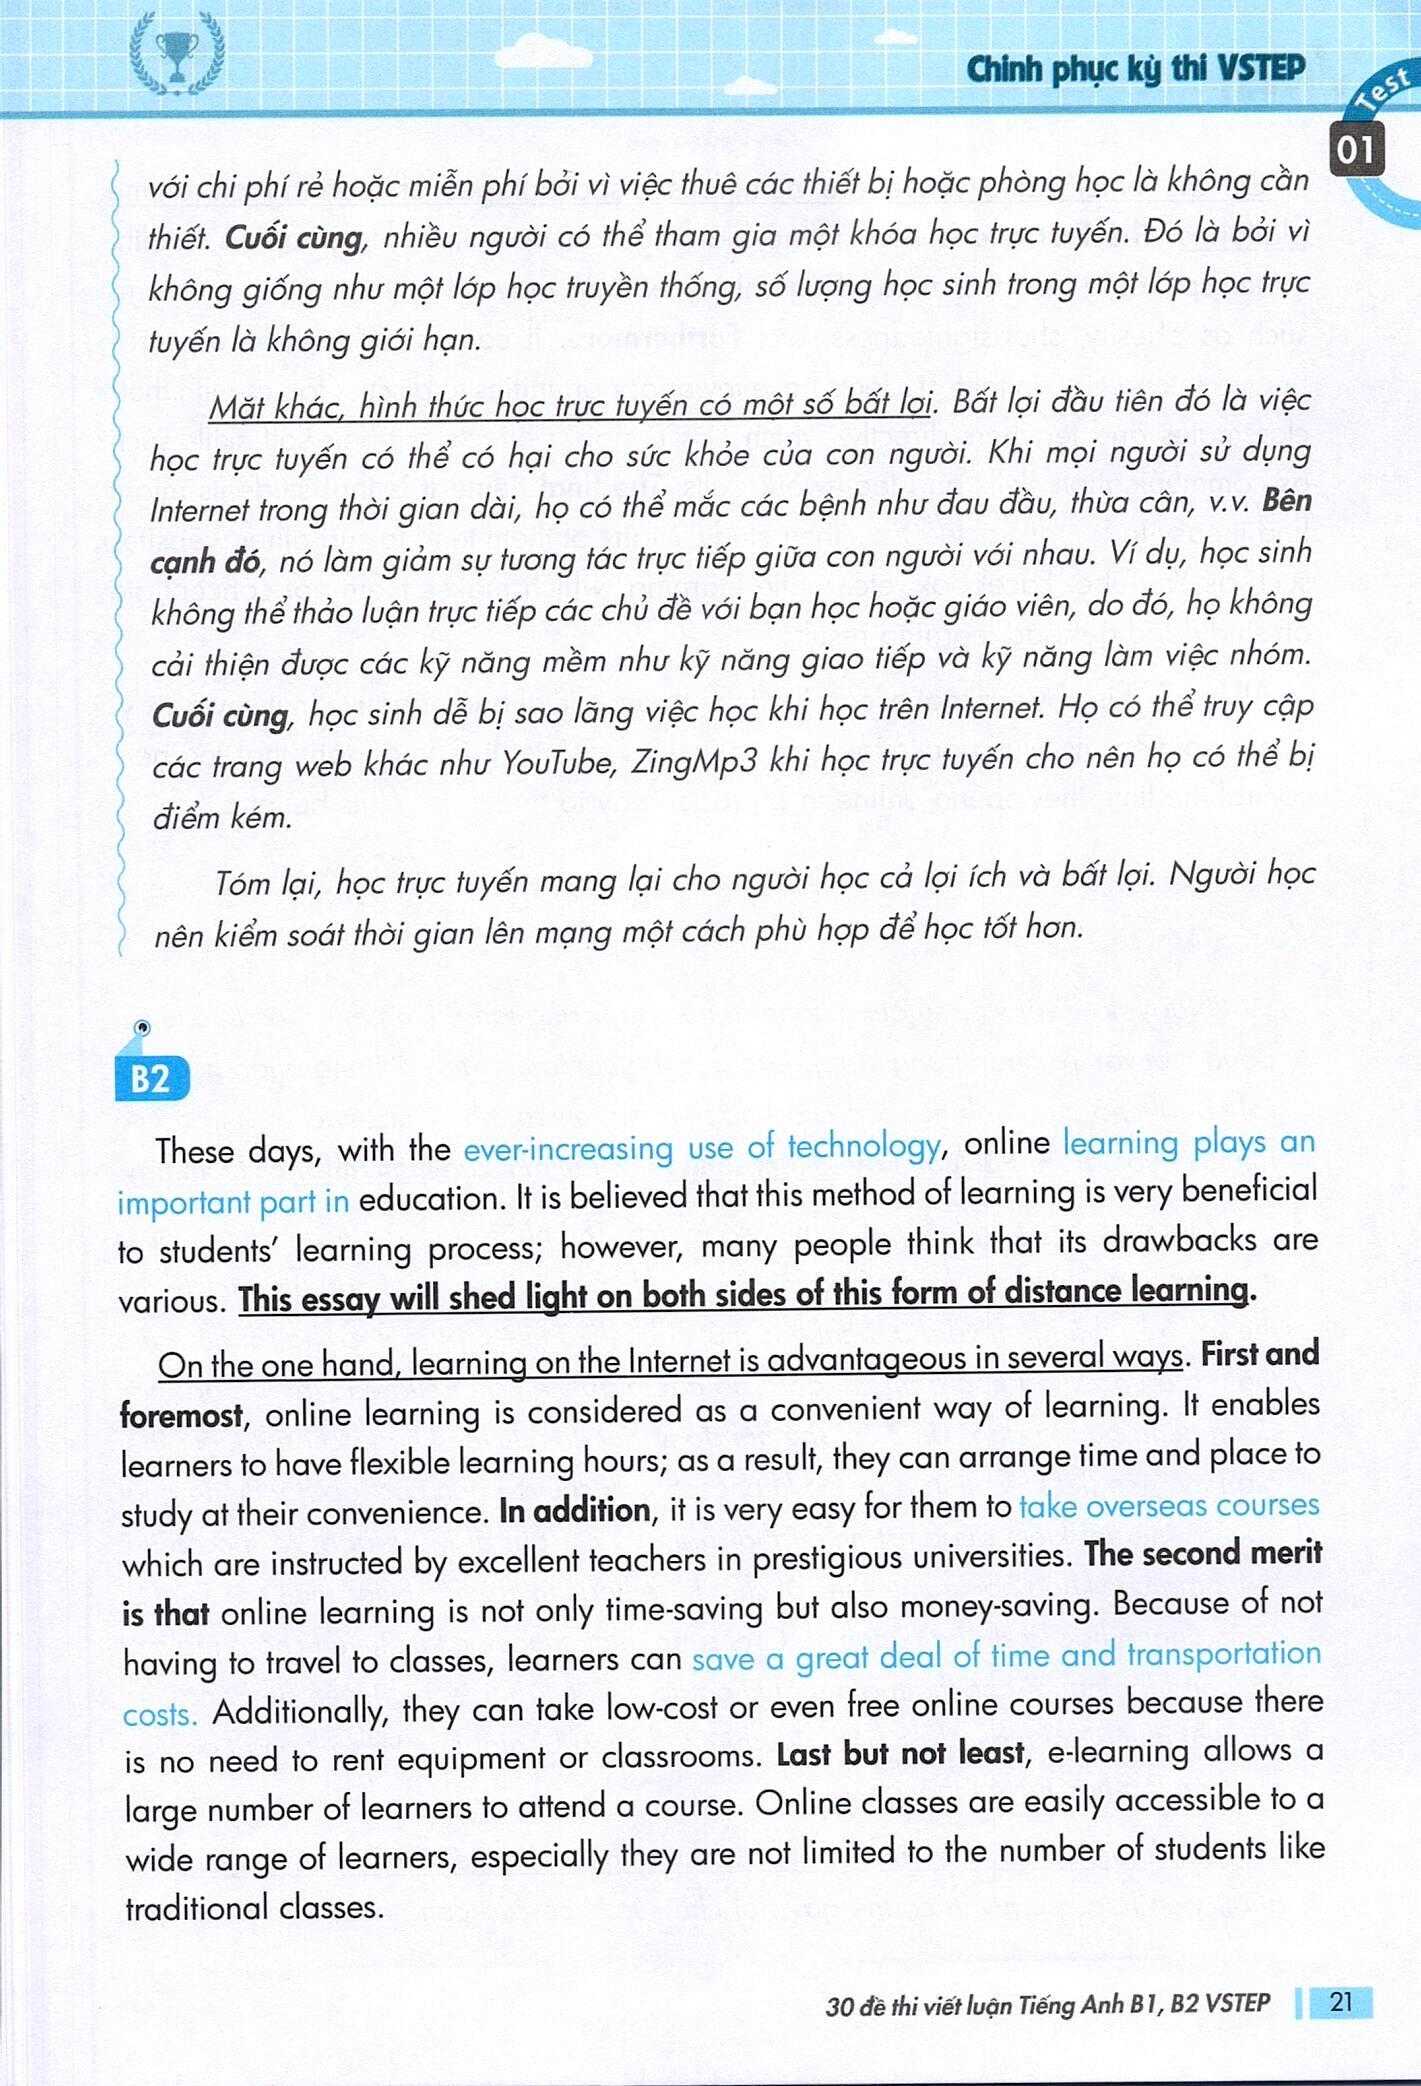 Chinh phục kỳ thi VSTEP
Test
01
với chi phí rẻ hoặc miễn phí bởi vì việc thuê các thiết bị hoặc phòng học là không cần
thiết. Cuối cùng, nhiều người có thể tham gia một khóa học trực tuyến. Đó là bởi vì
không giống như một lớp học truyền thống, số lượng học sinh trong một lớp học trực
tuyến là không giới hạn.
Mặt khác, hình thức học trực tuyến có một số bất lợi. Bất lợi đầu tiên đó là việc
học trực tuyến có thể có hại cho sức khỏe của con người. Khi mọi người sử dụng
Internet trong thời gian dài, họ có thể mắc các bệnh như đau đầu, thừa cân, v.v. Bên
cạnh đó, nó làm giảm sự tương tác trực tiếp giữa con người với nhau. Ví dụ, học sinh
không thể thảo luận trực tiếp các chủ đề với bạn học hoặc giáo viên, do đó, họ không
cải thiện được các kỹ năng mềm như kỹ năng giao tiếp và kỹ năng làm việc nhóm.
Cuối cùng, học sinh dễ bị sao lãng việc học khi học trên Internet. Họ có thể truy cập
các trang web khác như YouTube, ZingMp3 khi học trực tuyến cho nên họ có thể bị
điểm kém.
Tóm lại, học trực tuyến mang lại cho người học cả lợi ích và bất lợi. Người học
nên kiểm soát thời gian lên mạng một cách phù hợp để học tốt hơn.
B2
These days, with the ever-increasing use of technology, online learning plays an
important part in education. It is believed that this method of learning is very beneficial
to students' learning process; however, many people think that its drawbacks are
various. This essay will shed light on both sides of this form of distance learning.
On the one hand, learning on the Internet is advantageous in several ways. First and
foremost, online learning is considered as a convenient way of learning. It enables
learners to have flexible learning hours; as a result, they can arrange time and place to
study at their convenience. In addition, it is very easy for them to take overseas courses
which are instructed by excellent teachers in prestigious universities. The second merit
is that online learning is not only time-saving but also money-saving. Because of not
having to travel to classes, learners can save a great deal of time and transportation
costs. Additionally, they can take low-cost or even free online courses because there
is no need to rent equipment or classrooms. Last but not least, e-learning allows a
large number of learners to attend a course. Online classes are easily accessible to a
wide range of learners, especially they are not limited to the number of students like
traditional classes.
30 đề thi viết luận Tiếng Anh B1, B2 VSTEP
21